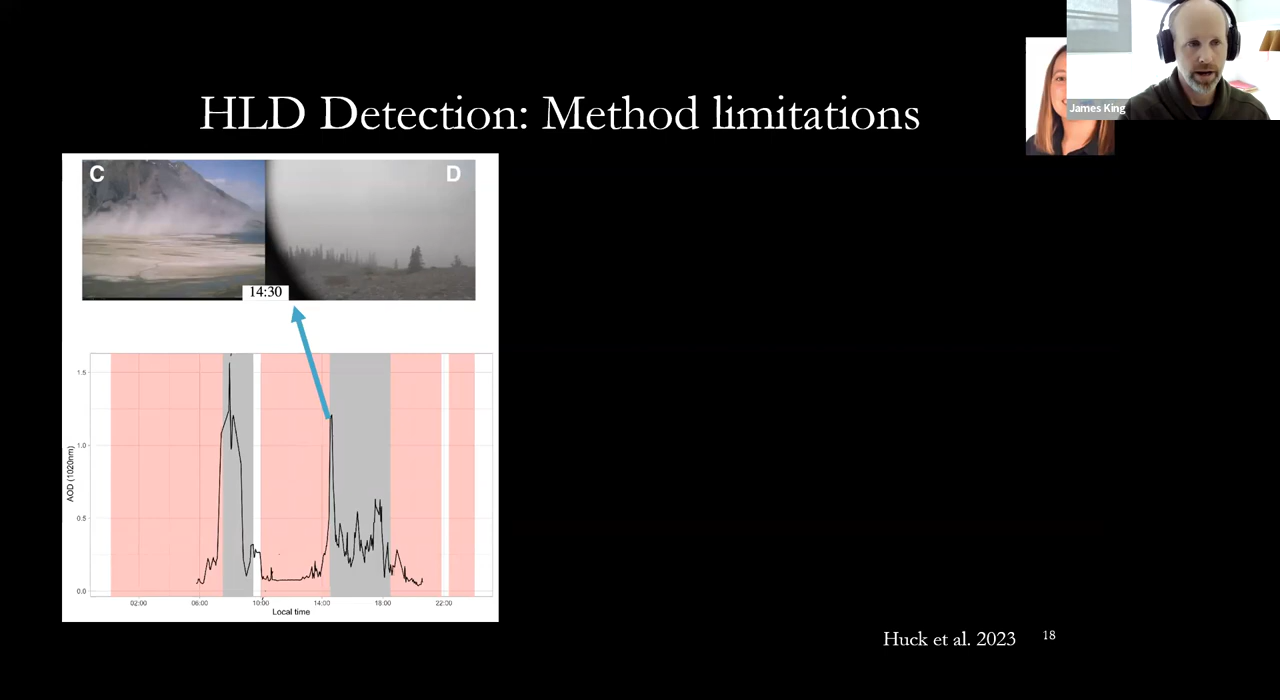 James King
HLD Detection: Method limitations
C
D
14:30
1.5
1.0
0.5
0.0
AOD (1020nm)
02:00
06:00
10:00
14:00
18:00
22:00
Local time
Huck et al. 2023
18